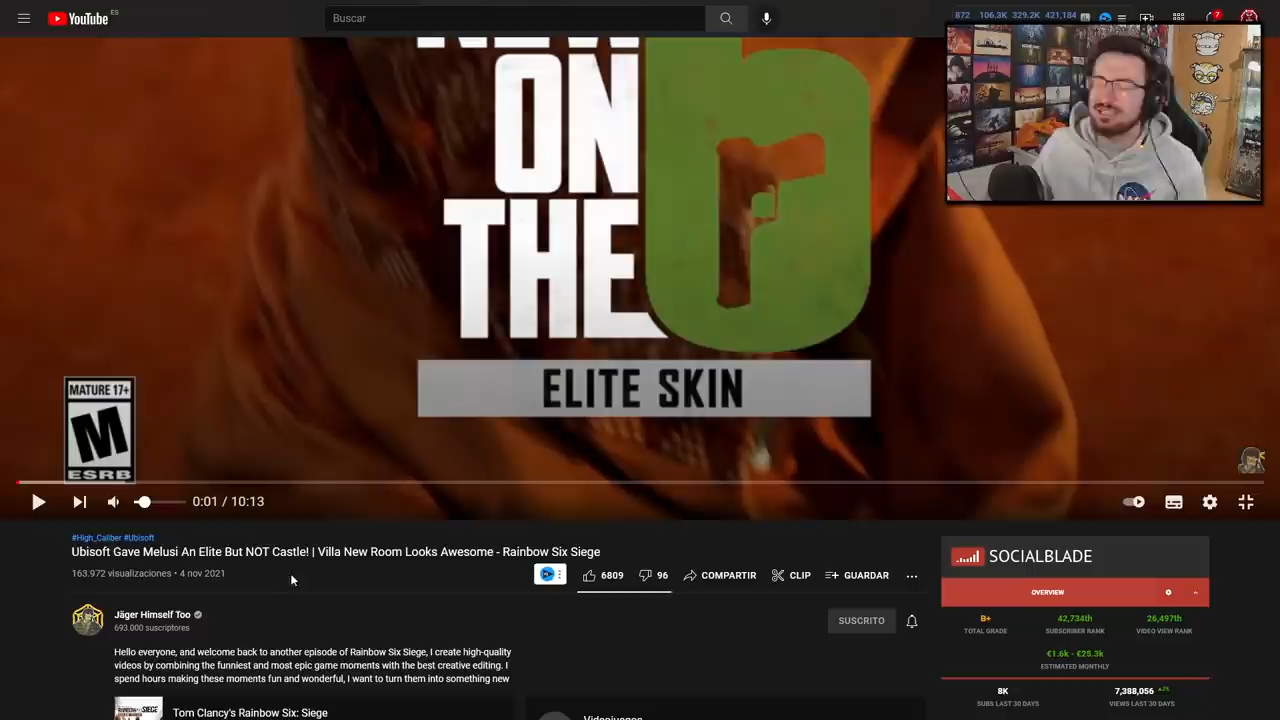 YouTube ES
Buscar
872 106,3K 329,2K 421,184
7
NEW
ON
THE
ELITE SKIN
MATURE 17+
M
ESRB
0:01 / 10:13
#High_Caliber #Ubisoft
Ubisoft Gave Melusi An Elite But NOT Castle! | Villa New Room Looks Awesome - Rainbow Six Siege
163.972 visualizaciones • 4 nov 2021
6809
96
COMPARTIR
CLIP
GUARDAR
Jäger Himself Too
693.000 suscriptores
SUSCRITO
Hello everyone, and welcome back to another episode of Rainbow Six Siege, I create high-quality
videos by combining the funniest and most epic game moments with the best creative editing. I
spend hours making these moments fun and wonderful, I want to turn them into something new
Tom Clancy's Rainbow Six: Siege
Videojuegos
SOCIALBLADE
OVERVIEW
B+ 42,734th 26,497th
TOTAL GRADE SUBSCRIBER RANK VIDEO VIEW RANK
€1.6k - €25.3k
ESTIMATED MONTHLY
8K 7,388,056 ▲2%
SUBS LAST 30 DAYS VIEWS LAST 30 DAYS